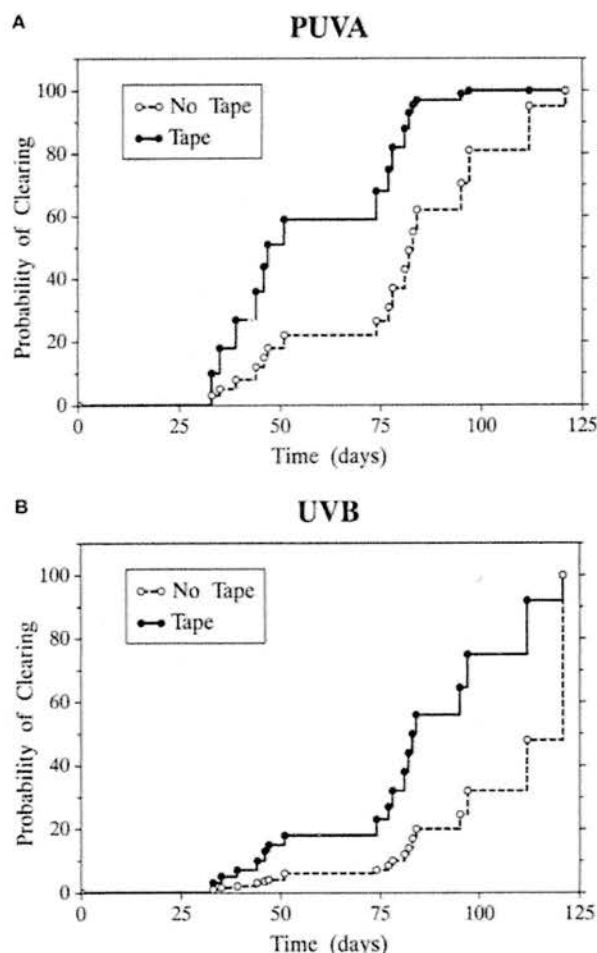 A
PUVA
100
80
60
40
20
0
Probability of Clearing
No Tape
Tape
0 25 50 75 100 125
Time (days)
B
UVB
100
80
60
40
20
0
Probability of Clearing
No Tape
Tape
0 25 50 75 100 125
Time (days)